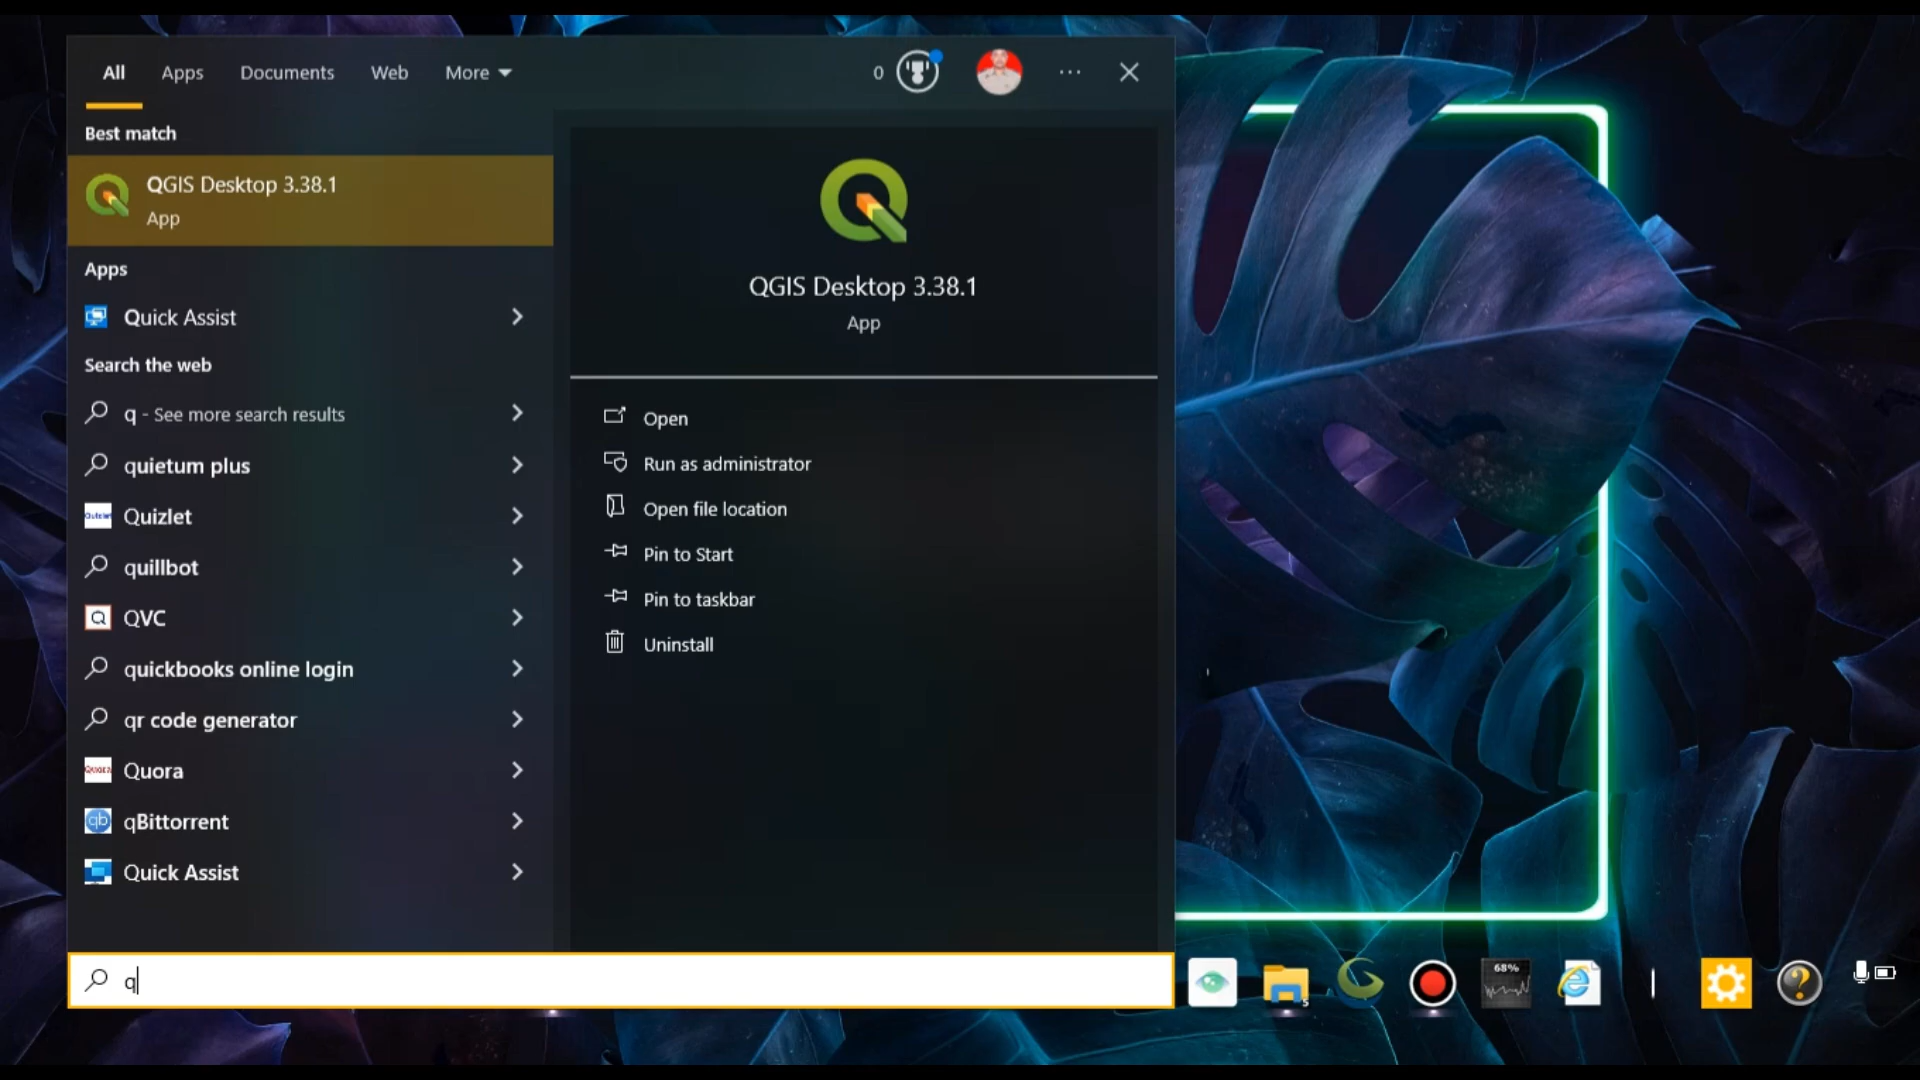 All Apps Documents Web More 0
Best match
QGIS Desktop 3.38.1
App
Apps
Quick Assist
Search the web
q - See more search results
quietum plus
Quizlet
quillbot
QVC
quickbooks online login
qr code generator
Quora
qBittorrent
Quick Assist
QGIS Desktop 3.38.1
App
Open
Run as administrator
Open file location
Pin to Start
Pin to taskbar
Uninstall
q
5
68%